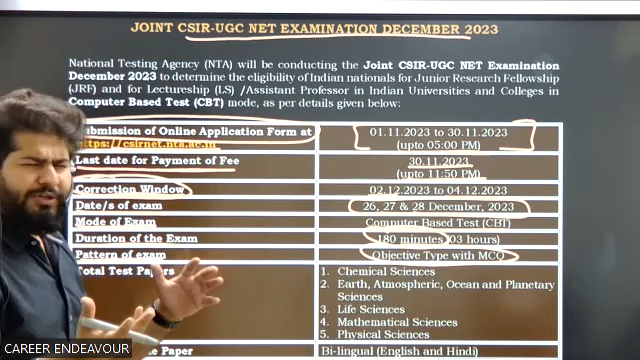 JOINT CSIR-UGC NET EXAMINATION DECEMBER 2023
National Testing Agency (NTA) will be conducting the Joint CSIR-UGC NET Examination
December 2023 to determine the eligibility of Indian nationals for Junior Research Fellowship
(JRF) and for Lectureship (LS) /Assistant Professor in Indian Universities and Colleges in
Computer Based Test (CBT) mode, as per details given below:
ubmission of Online Application Form at
https://csirnet.nta.ac.in
01.11.2023 to 30.11.2023
(upto 05:00 PM)
Last date for Payment of Fee
30.11.2023
(upto 11:50 PM)
Correction Window
02.12.2023 to 04.12.2023
Date/s of exam
26, 27 & 28 December, 2023
Mode of Exam
Computer Based Test (CBT)
Duration of the Exam
180 minutes (03 hours)
Pattern of exam
Objective Type with MCQ
Total Test Papers
1. Chemical Sciences
2. Earth, Atmospheric, Ocean and Planetary
Sciences
3. Life Sciences
4. Mathematical Sciences
5. Physical Sciences
Paper
Bi-lingual (English and Hindi)
CAREER ENDEAVOUR